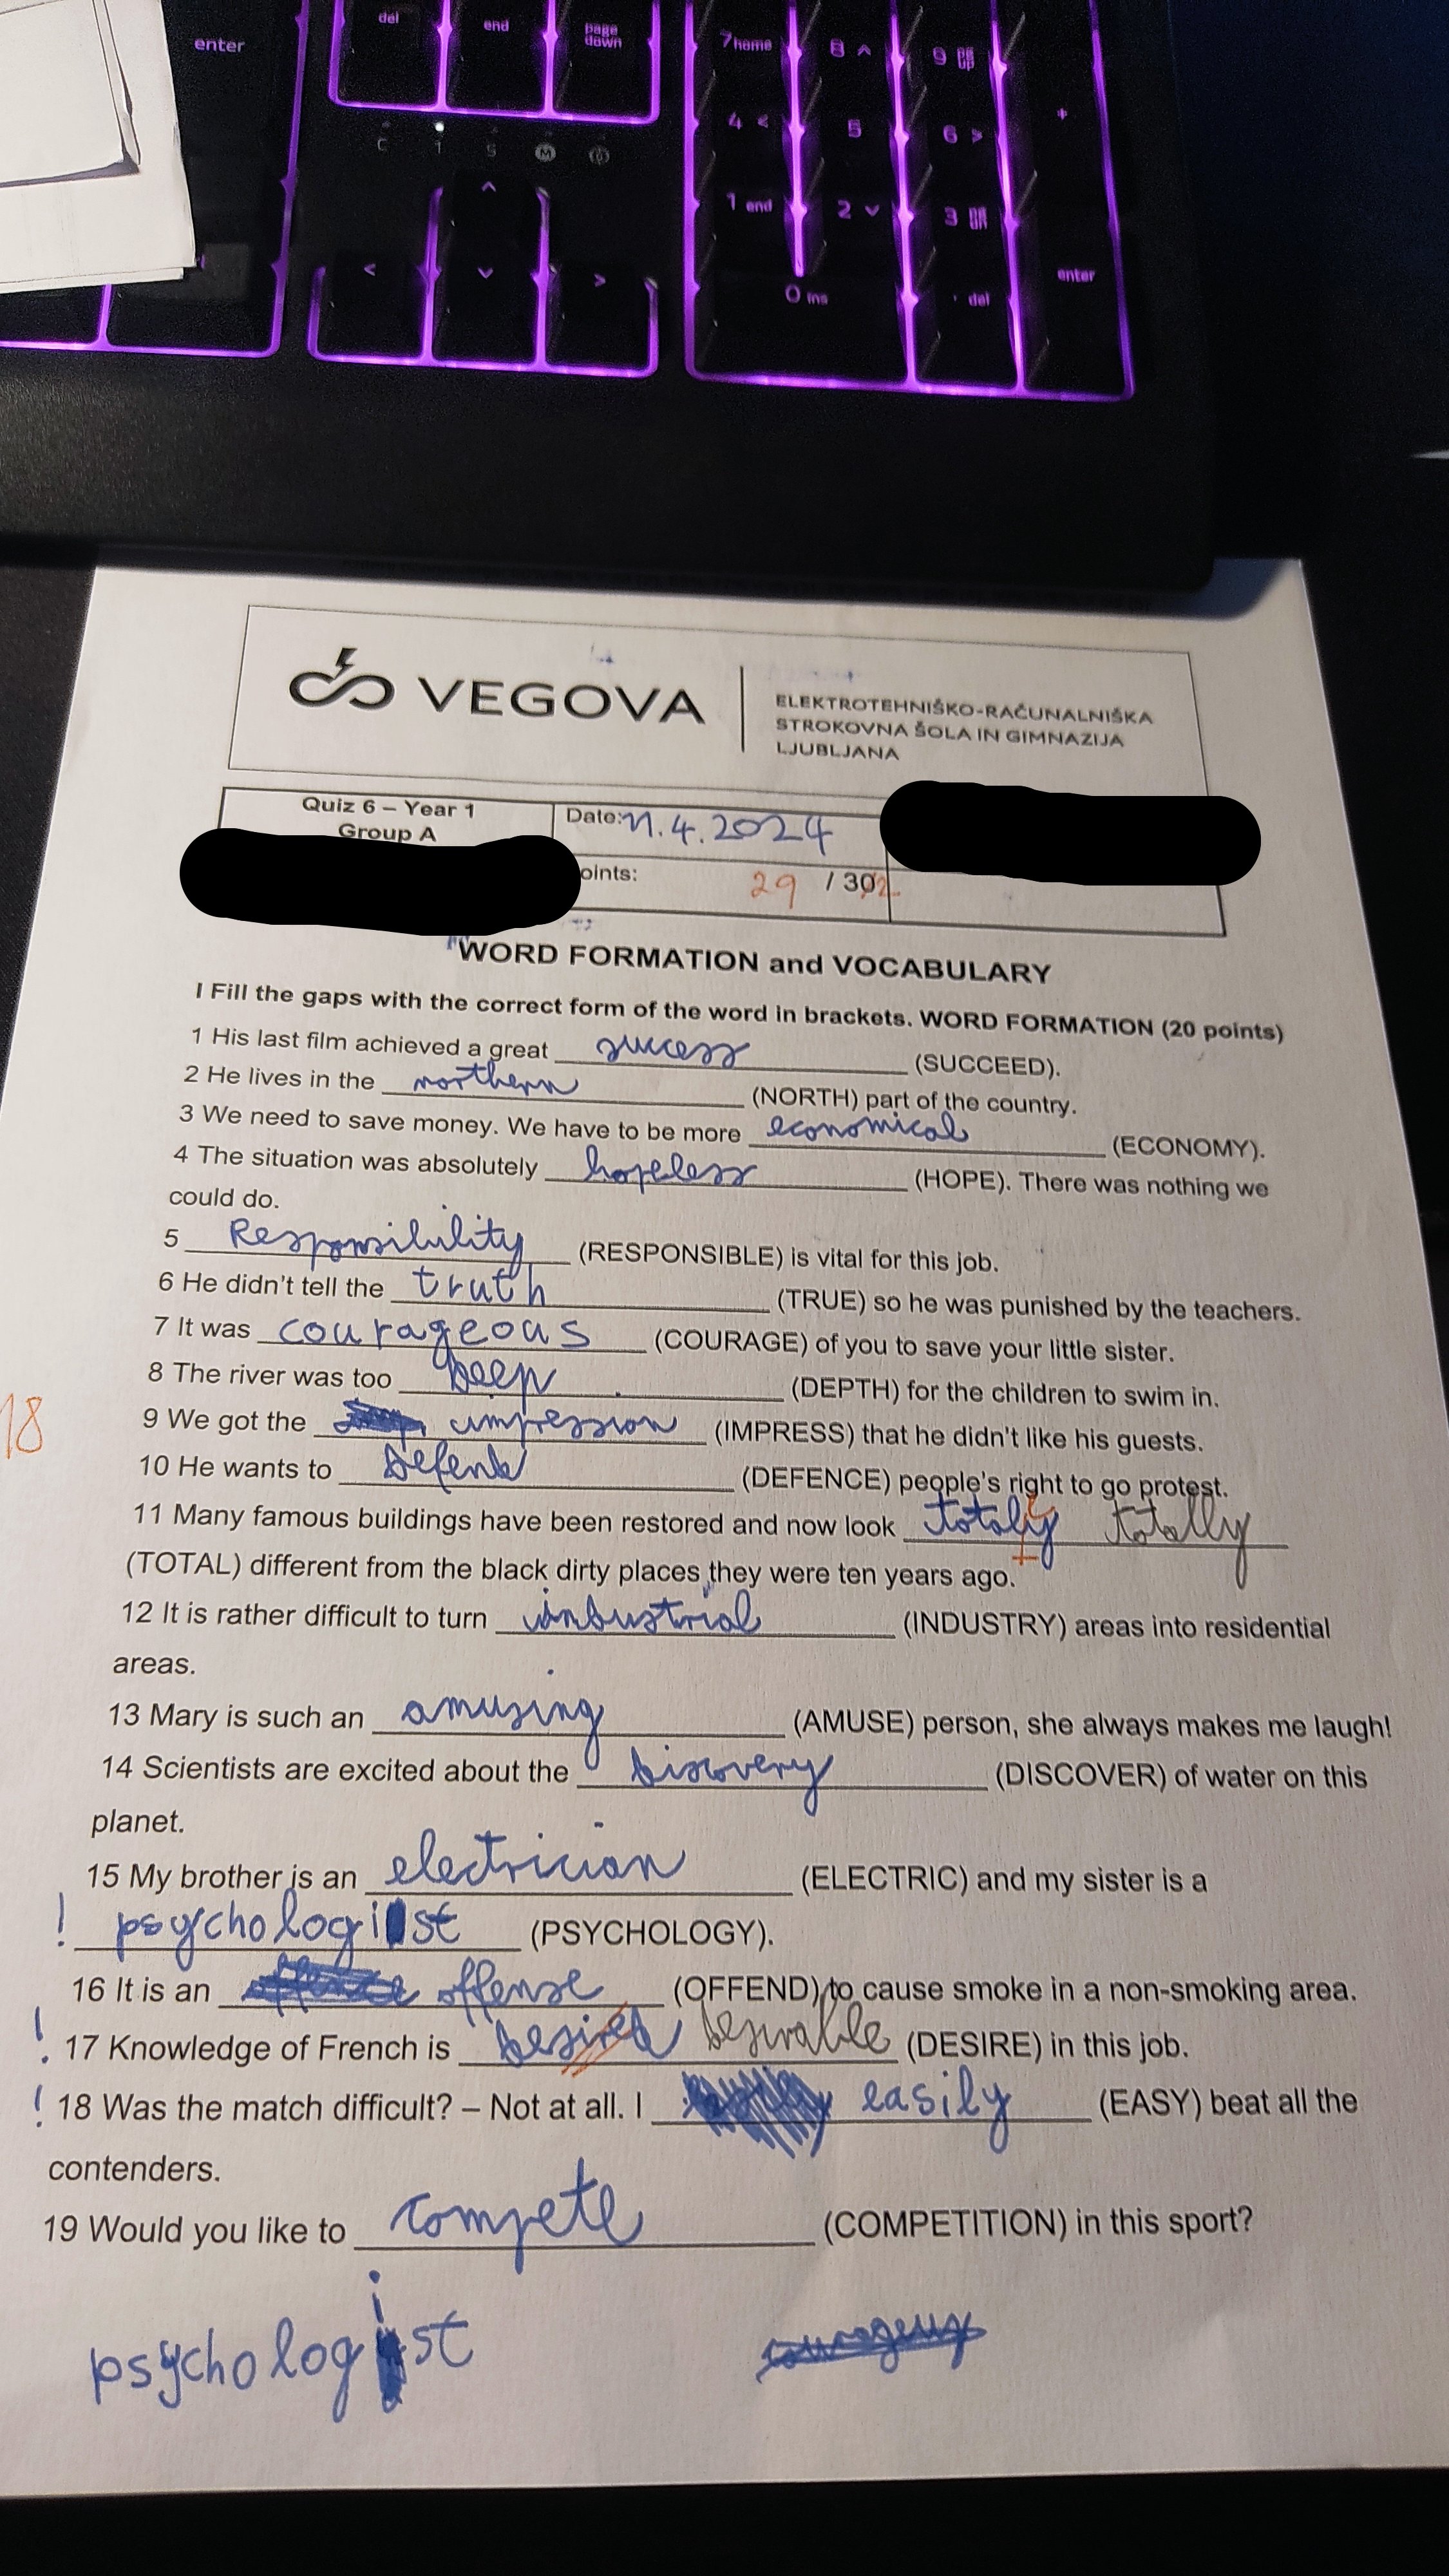 enter
del
end
page down
7 home
8
9 pg up
+
4 <
5
6 >
C 1 S M
1 end
2
3 pg dn
enter
<
>
0 ins
. del
VEGOVA
ELEKTROTEHNIŠKO-RAČUNALNIŠKA
STROKOVNA ŠOLA IN GIMNAZIJA
LJUBLJANA
Quiz 6 – Year 1
Group A
Date: 11.4.2024
oints: 29 / 30
WORD FORMATION and VOCABULARY
I Fill the gaps with the correct form of the word in brackets. WORD FORMATION (20 points)
1 His last film achieved a great success (SUCCEED).
2 He lives in the northern (NORTH) part of the country.
3 We need to save money. We have to be more economical (ECONOMY).
4 The situation was absolutely hopeless (HOPE). There was nothing we
could do.
5 Responsibility (RESPONSIBLE) is vital for this job.
6 He didn't tell the truth (TRUE) so he was punished by the teachers.
7 It was courageous (COURAGE) of you to save your little sister.
8 The river was too deep (DEPTH) for the children to swim in.
18
9 We got the impression (IMPRESS) that he didn't like his guests.
10 He wants to defend (DEFENCE) people's right to go protest.
11 Many famous buildings have been restored and now look totaly totally
(TOTAL) different from the black dirty places they were ten years ago.
12 It is rather difficult to turn industrial (INDUSTRY) areas into residential
areas.
13 Mary is such an amusing (AMUSE) person, she always makes me laugh!
14 Scientists are excited about the discovery (DISCOVER) of water on this
planet.
15 My brother is an electrician (ELECTRIC) and my sister is a
! psychologist (PSYCHOLOGY).
16 It is an offense (OFFEND) to cause smoke in a non-smoking area.
! 17 Knowledge of French is desired desirable (DESIRE) in this job.
! 18 Was the match difficult? – Not at all. I easily (EASY) beat all the
contenders.
19 Would you like to compete (COMPETITION) in this sport?
psychologist